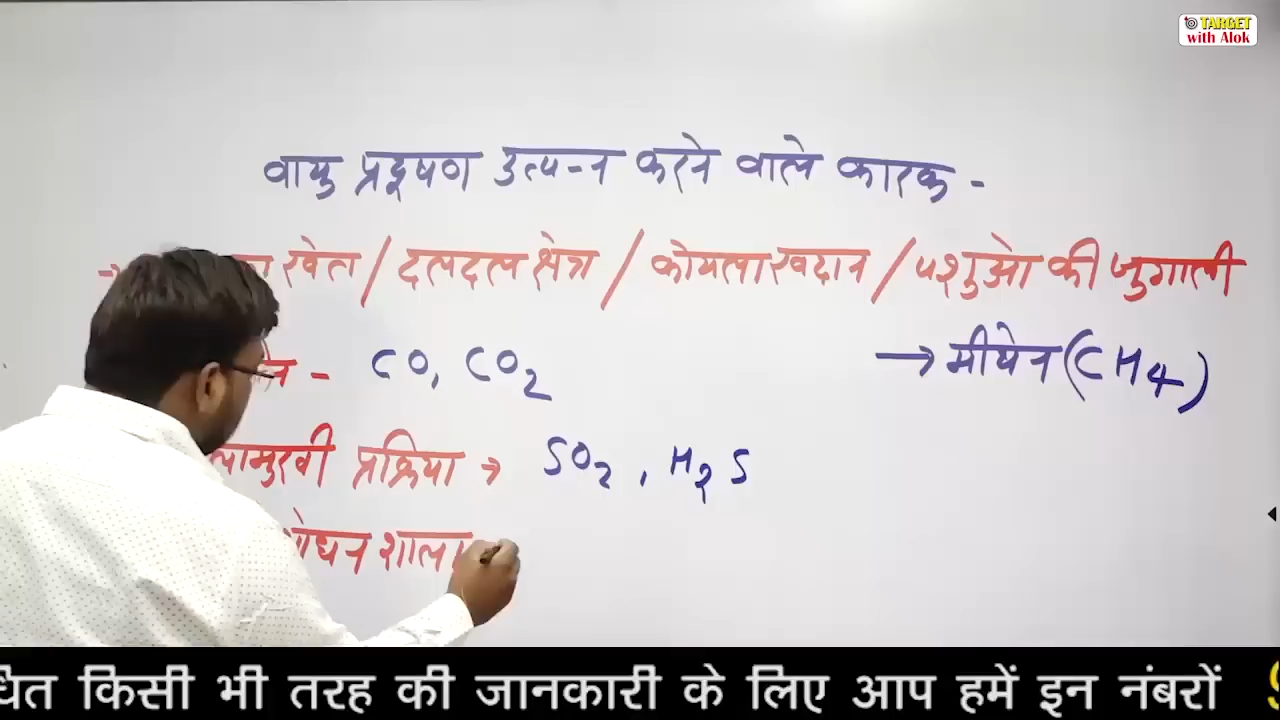 TARGET
with Alok
वायु प्रदूषण उत्पन्न करने वाले कारक -
खेत / दलदल क्षेत्र / कोयला खदान / पशुओ की जुगाली
- CO, CO2
→ मीथेन (CH4)
प्रक्रिया → SO2, H2S
शाला
किसी भी तरह की जानकारी के लिए आप हमें इन नंबरों